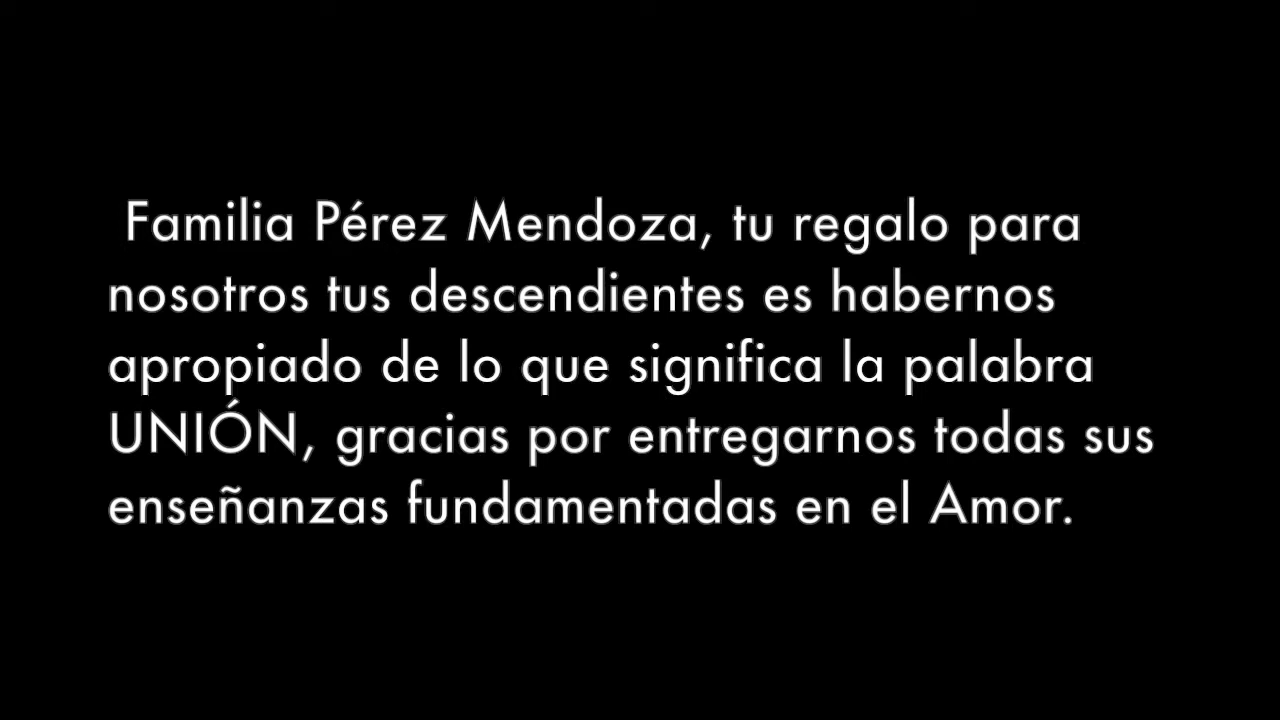 Familia Pérez Mendoza, tu regalo para
nosotros tus descendientes es habernos
apropiado de lo que significa la palabra
UNIÓN, gracias por entregarnos todas sus
enseñanzas fundamentadas en el Amor.